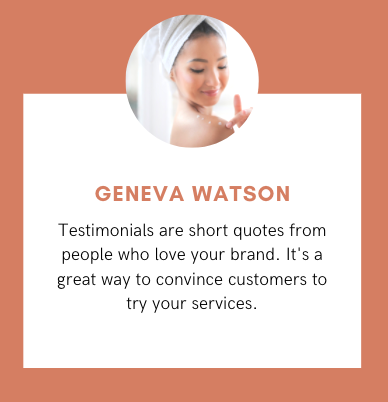 GENEVA WATSON
Testimonials are short quotes from
people who love your brand. It's a
great way to convince customers to
try your services.